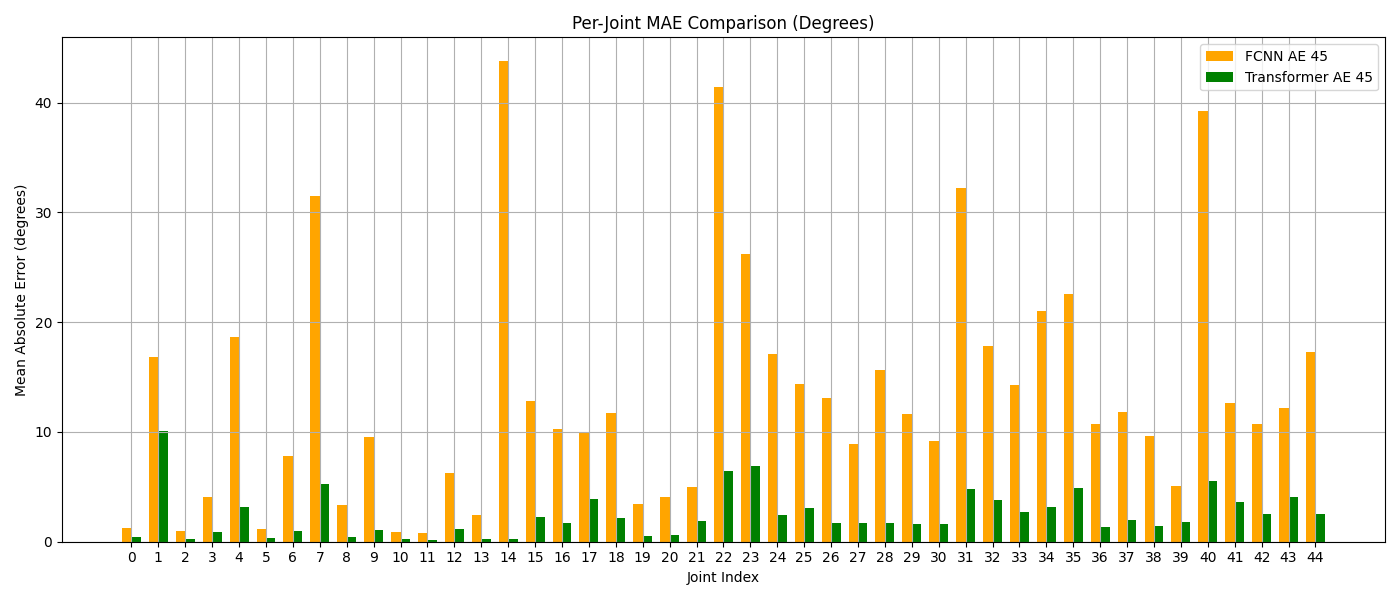 Per-Joint MAE Comparison (Degrees)
FCNN AE 45
Transformer AE 45
Mean Absolute Error (degrees)
40
30
20
10
0
0 1 2 3 4 5 6 7 8 9 10 11 12 13 14 15 16 17 18 19 20 21 22 23 24 25 26 27 28 29 30 31 32 33 34 35 36 37 38 39 40 41 42 43 44
Joint Index